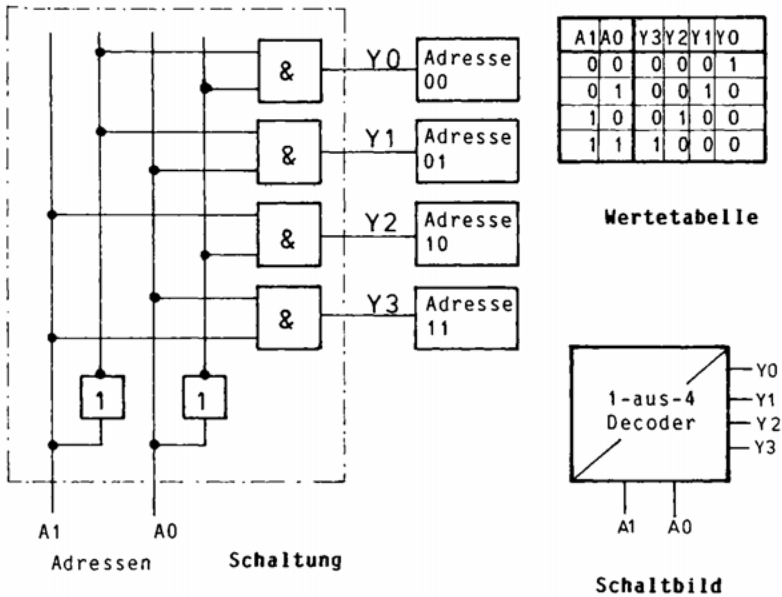 & Y0 Adresse 00
& Y1 Adresse 01
& Y2 Adresse 10
& Y3 Adresse 11
1 1
A1 A0
Adressen Schaltung
A1 A0 Y3 Y2 Y1 Y0
0 0 0 0 0 1
0 1 0 0 1 0
1 0 0 1 0 0
1 1 1 0 0 0
Wertetabelle
1-aus-4
Decoder
Y0
Y1
Y2
Y3
A1 A0
Schaltbild